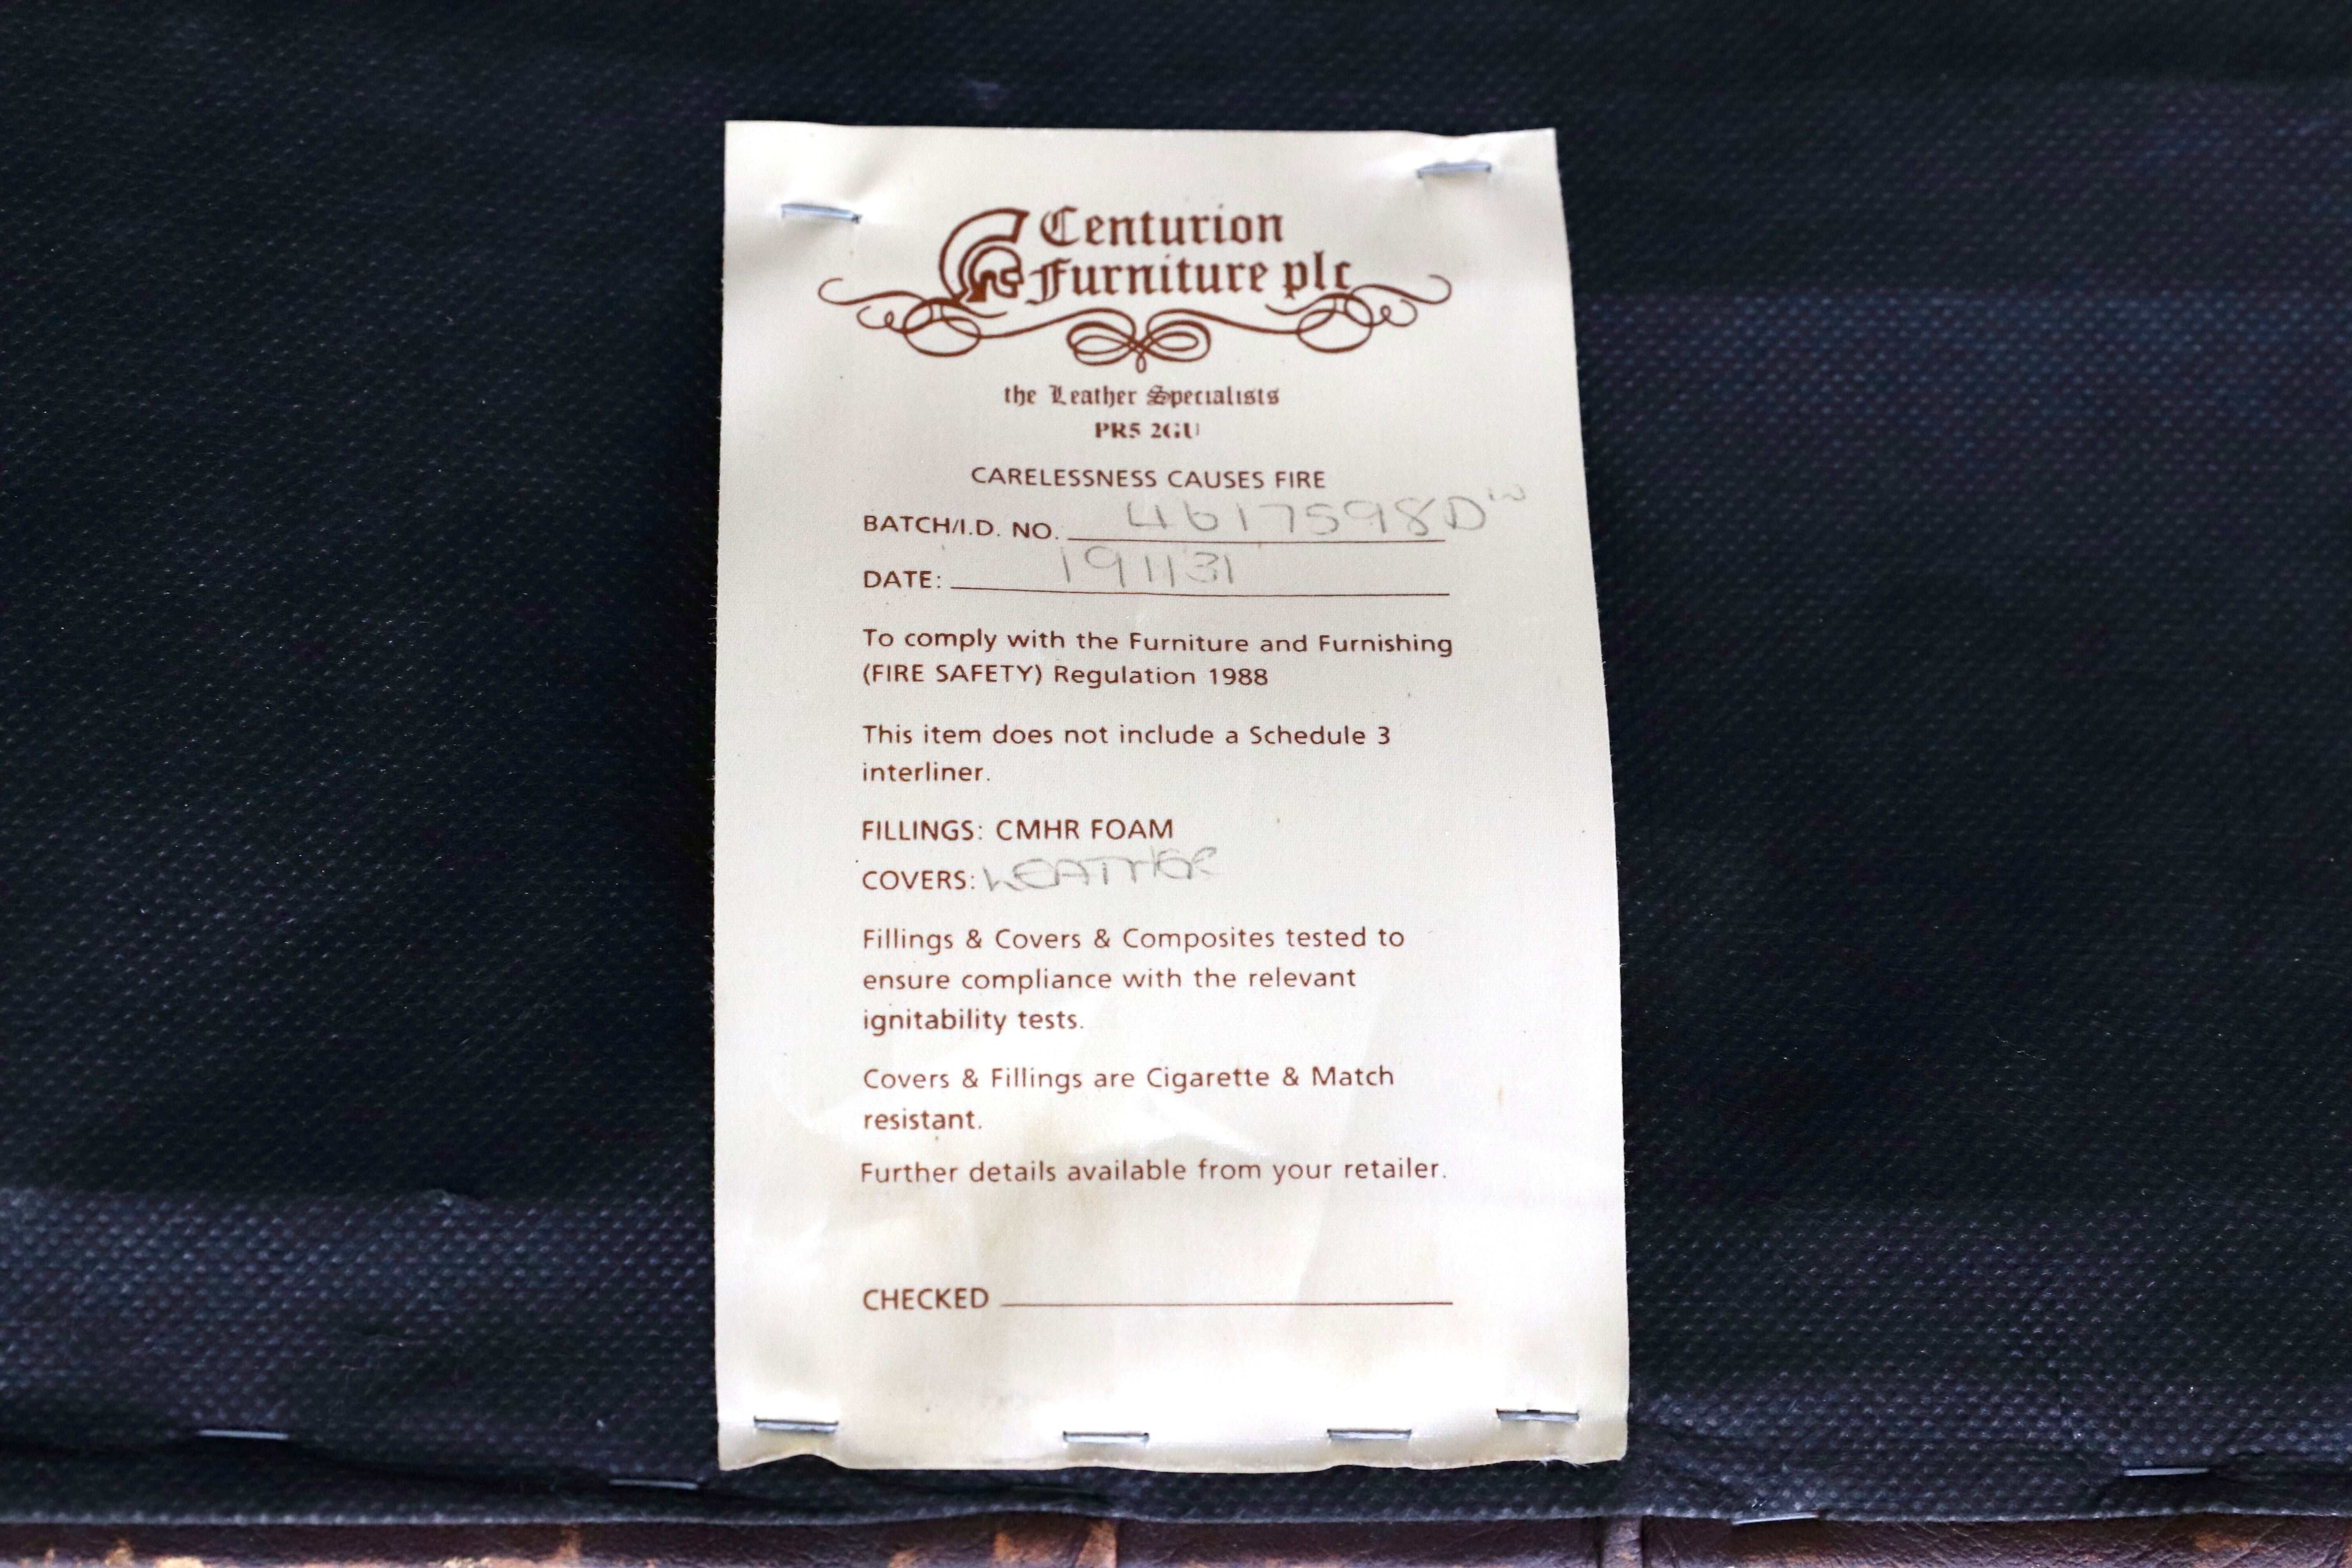 Centurion
Furniture plc
the Leather Specialists
PR5 2GU
CARELESSNESS CAUSES FIRE
BATCH/I.D. NO. 4617598D
DATE: 191131
To comply with the Furniture and Furnishing
(FIRE SAFETY) Regulation 1988
This item does not include a Schedule 3
interliner.
FILLINGS: CMHR FOAM
COVERS: LEATHER
Fillings & Covers & Composites tested to
ensure compliance with the relevant
ignitability tests.
Covers & Fillings are Cigarette & Match
resistant.
Further details available from your retailer.
CHECKED